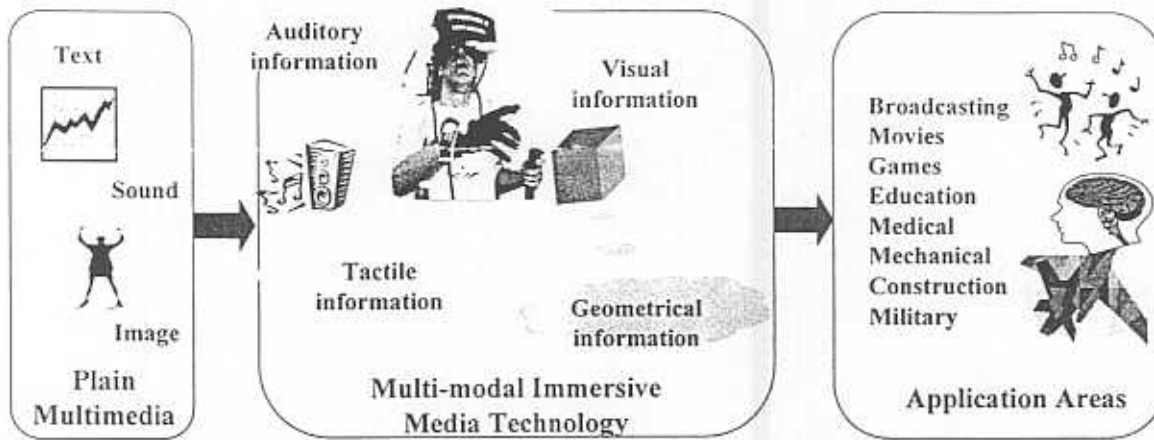 Text
Sound
Image
Plain
Multimedia
Auditory
information
Visual
information
Tactile
information
Geometrical
information
Multi-modal Immersive
Media Technology
Broadcasting
Movies
Games
Education
Medical
Mechanical
Construction
Military
Application Areas